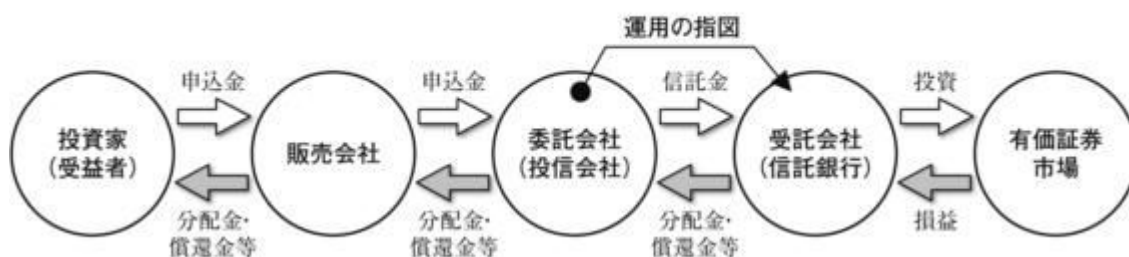 運用の指図
申込金
申込金
信託金
投資
投資家
(受益者)
販売会社
委託会社
(投信会社)
受託会社
(信託銀行)
有価証券
市場
分配金・
償還金等
分配金・
償還金等
分配金・
償還金等
損益